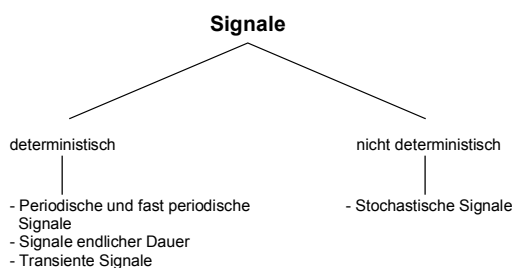 Signale
deterministisch
nicht deterministisch
- Periodische und fast periodische
Signale
- Signale endlicher Dauer
- Transiente Signale
- Stochastische Signale